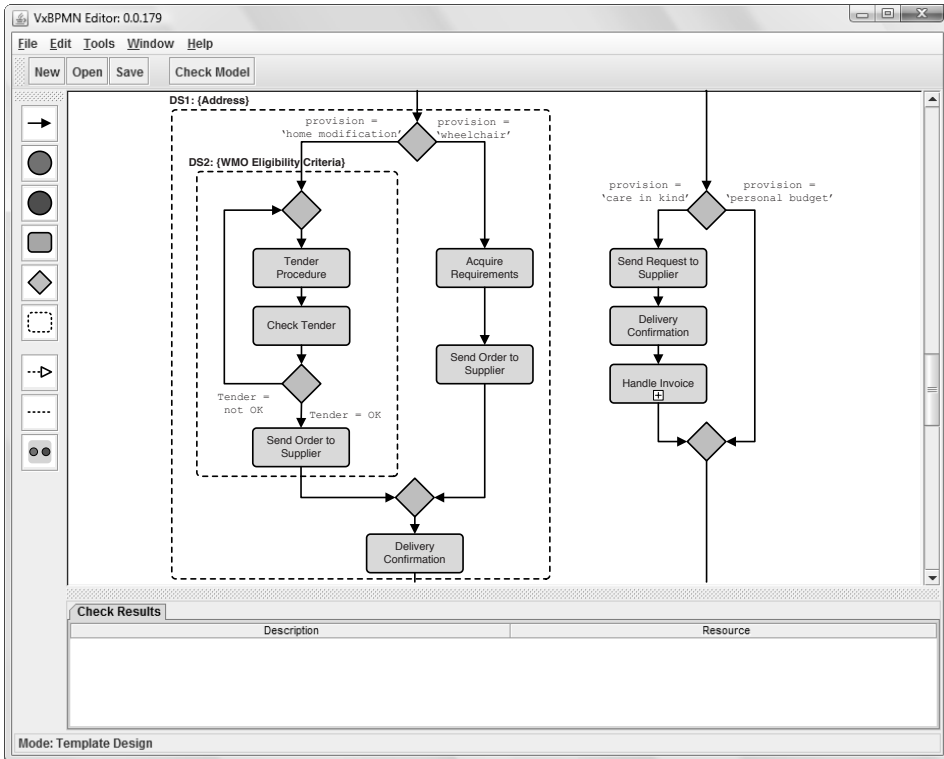 VxBPMN Editor: 0.0.179
File Edit Tools Window Help
New Open Save Check Model
DS1: {Address}
provision =
‘home modification’
provision =
‘wheelchair’
DS2: {WMO Eligibility Criteria}
provision =
‘care in kind’
provision =
‘personal budget’
Tender
Procedure
Acquire
Requirements
Send Request to
Supplier
Check Tender
Delivery
Confirmation
Send Order to
Supplier
Handle Invoice
Tender =
not OK
Tender = OK
Send Order to
Supplier
Delivery
Confirmation
Check Results
Description Resource
Mode: Template Design